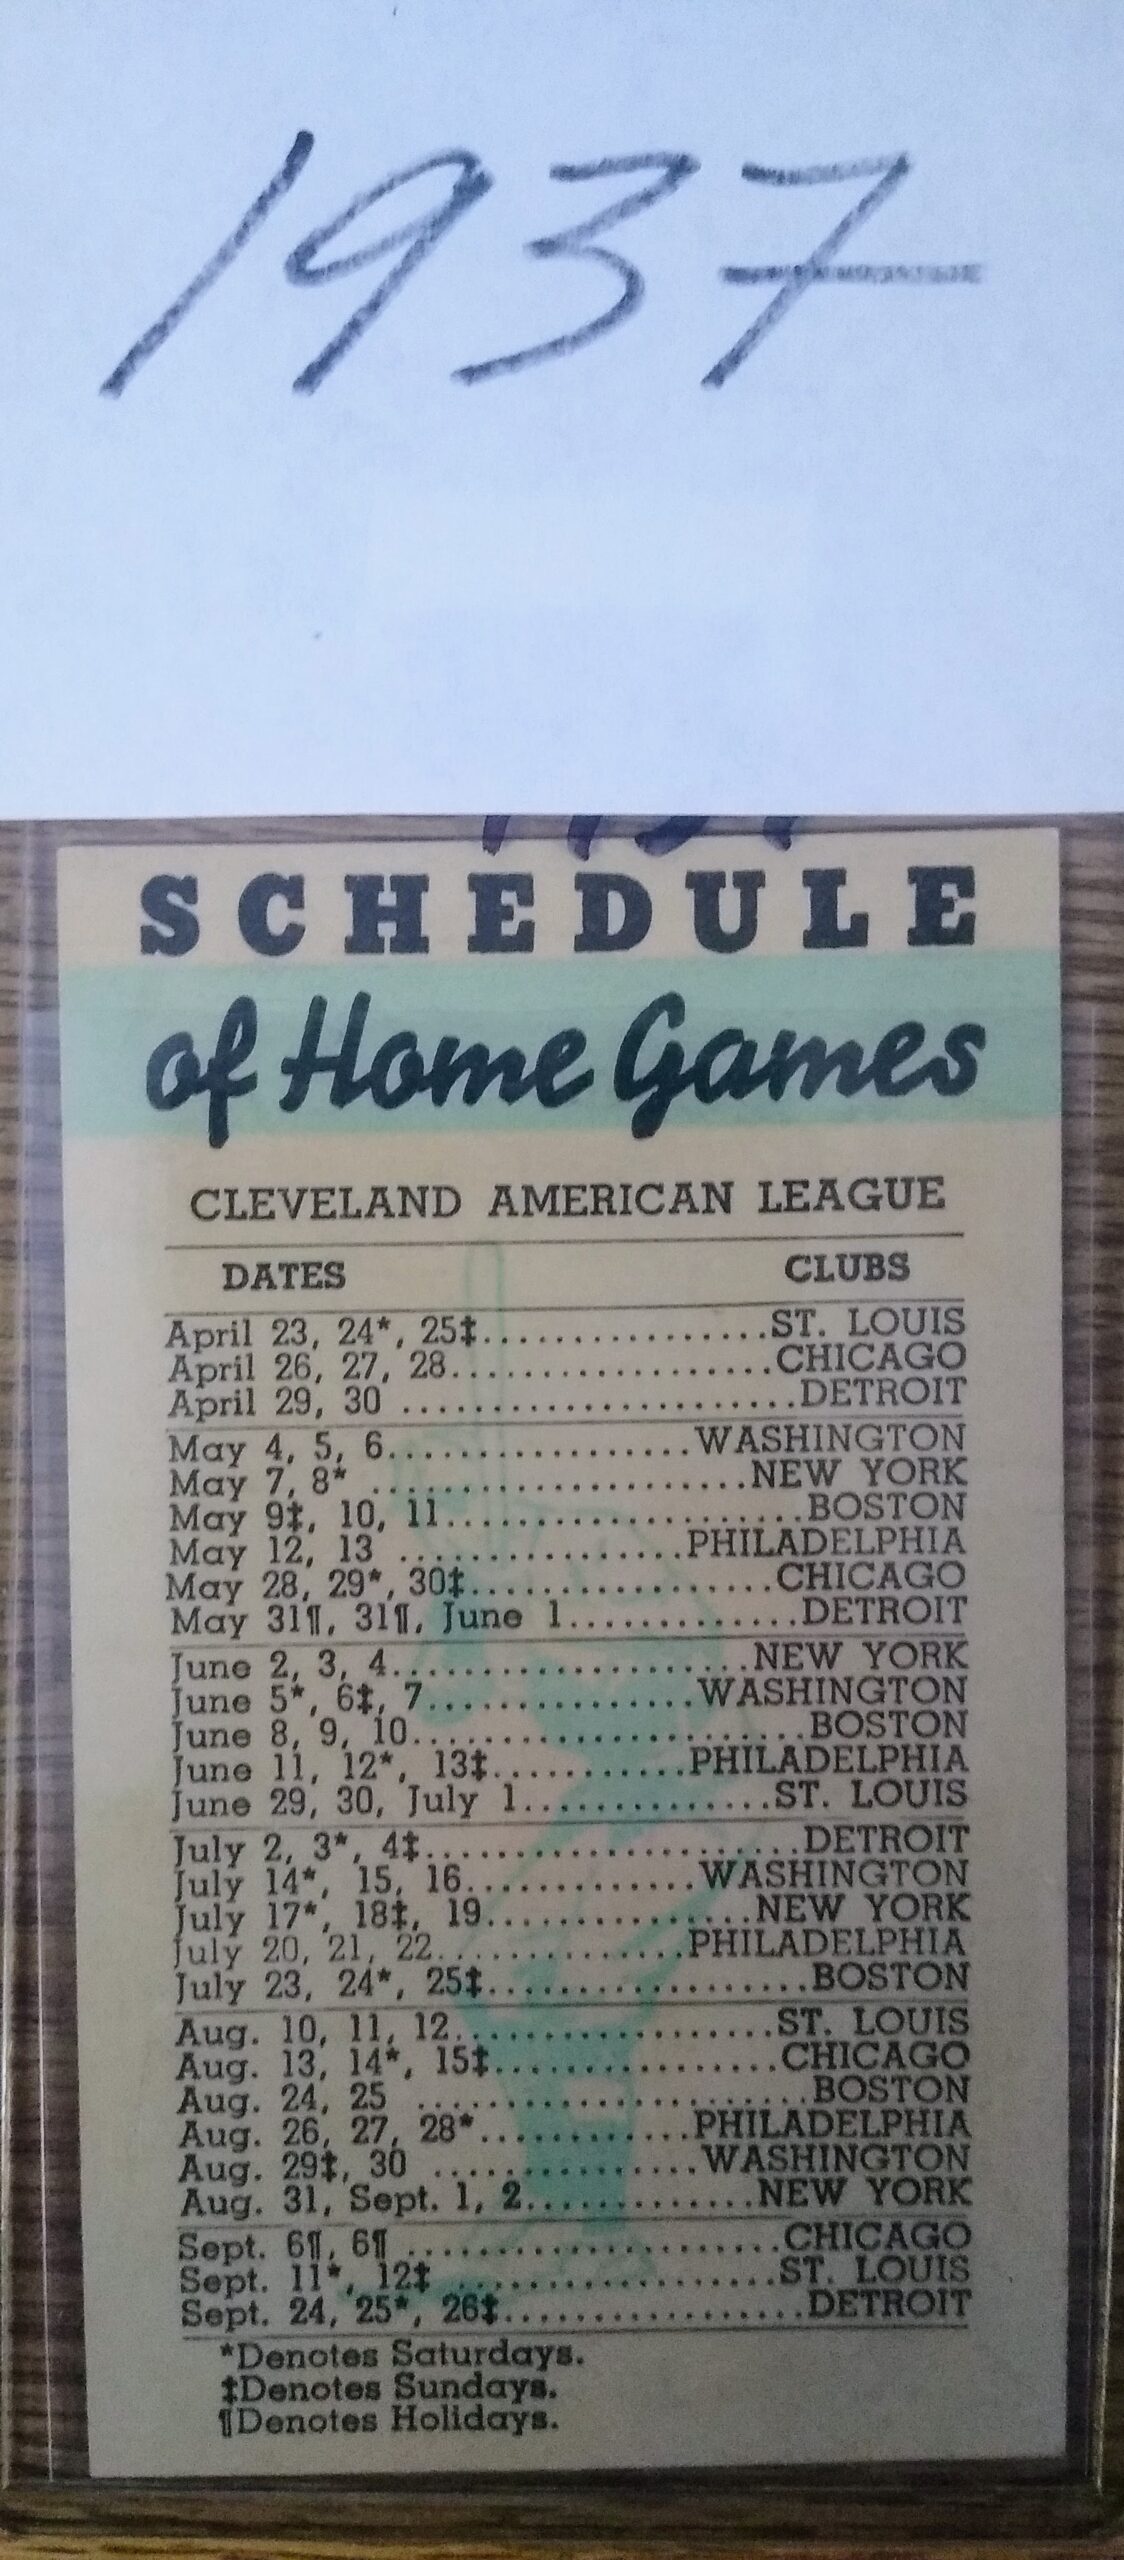 1937
SCHEDULE
of Home Games
CLEVELAND AMERICAN LEAGUE
DATES CLUBS
April 23, 24*, 25‡.................ST. LOUIS
April 26, 27, 28...................CHICAGO
April 29, 30 .......................DETROIT
May 4, 5, 6..................WASHINGTON
May 7, 8* ......................NEW YORK
May 9‡, 10, 11.....................BOSTON
May 12, 13 .................PHILADELPHIA
May 28, 29*, 30‡..................CHICAGO
May 31¶, 31¶, June 1.............DETROIT
June 2, 3, 4.....................NEW YORK
June 5*, 6‡, 7................WASHINGTON
June 8, 9, 10......................BOSTON
June 11, 12*, 13‡...........PHILADELPHIA
June 29, 30, July 1...............ST. LOUIS
July 2, 3*, 4‡......................DETROIT
July 14*, 15, 16..............WASHINGTON
July 17*, 18‡, 19................NEW YORK
July 20, 21, 22...............PHILADELPHIA
July 23, 24*, 25‡...................BOSTON
Aug. 10, 11, 12...................ST. LOUIS
Aug. 13, 14*, 15‡.................CHICAGO
Aug. 24, 25 .......................BOSTON
Aug. 26, 27, 28*............PHILADELPHIA
Aug. 29‡, 30 ................WASHINGTON
Aug. 31, Sept. 1, 2..............NEW YORK
Sept. 6¶, 6¶ ......................CHICAGO
Sept. 11*, 12‡ ....................ST. LOUIS
Sept. 24, 25*, 26‡..................DETROIT
*Denotes Saturdays.
‡Denotes Sundays.
¶Denotes Holidays.